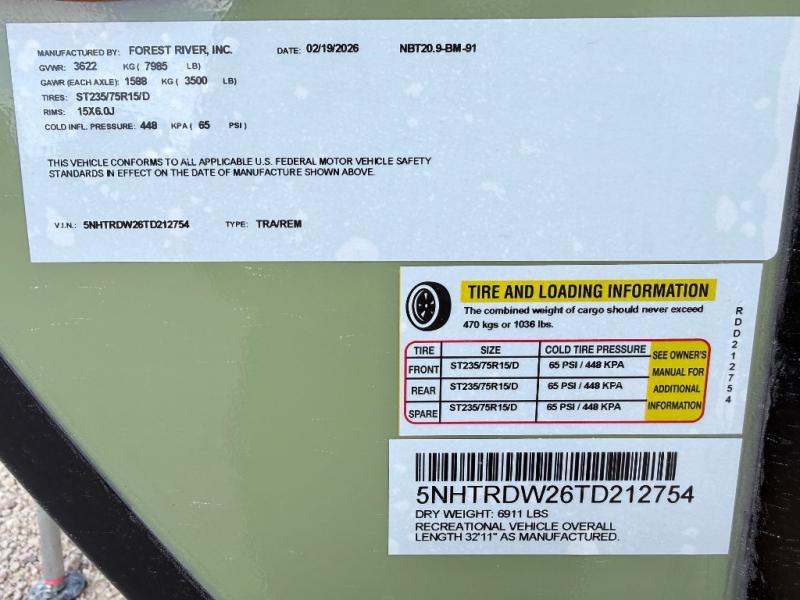 MANUFACTURED BY: FOREST RIVER, INC. DATE: 02/19/2026 NBT20.9-BM-91
GVWR: 3622 KG ( 7985 LB)
GAWR (EACH AXLE): 1588 KG ( 3500 LB)
TIRES: ST235/75R15/D
RIMS: 15X6.0J
COLD INFL. PRESSURE: 448 KPA ( 65 PSI )
THIS VEHICLE CONFORMS TO ALL APPLICABLE U.S. FEDERAL MOTOR VEHICLE SAFETY
STANDARDS IN EFFECT ON THE DATE OF MANUFACTURE SHOWN ABOVE.
V.I.N.: 5NHTRDW26TD212754 TYPE: TRA/REM
TIRE AND LOADING INFORMATION
The combined weight of cargo should never exceed
470 kgs or 1036 lbs.
TIRE SIZE COLD TIRE PRESSURE
FRONT ST235/75R15/D 65 PSI / 448 KPA
REAR ST235/75R15/D 65 PSI / 448 KPA
SPARE ST235/75R15/D 65 PSI / 448 KPA
SEE OWNER'S
MANUAL FOR
ADDITIONAL
INFORMATION
RDD212754
5NHTRDW26TD212754
DRY WEIGHT: 6911 LBS
RECREATIONAL VEHICLE OVERALL
LENGTH 32'11" AS MANUFACTURED.